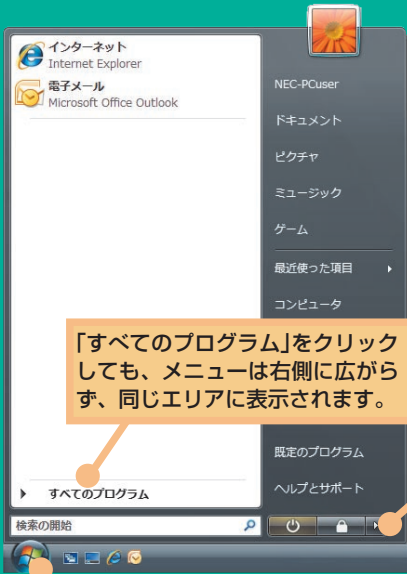 インターネット
Internet Explorer
電子メール
Microsoft Office Outlook
NEC-PCuser
ドキュメント
ピクチャ
ミュージック
ゲーム
最近使った項目
コンピュータ
「すべてのプログラム」をクリック
しても、メニューは右側に広がら
ず、同じエリアに表示されます。
既定のプログラム
ヘルプとサポート
すべてのプログラム
検索の開始